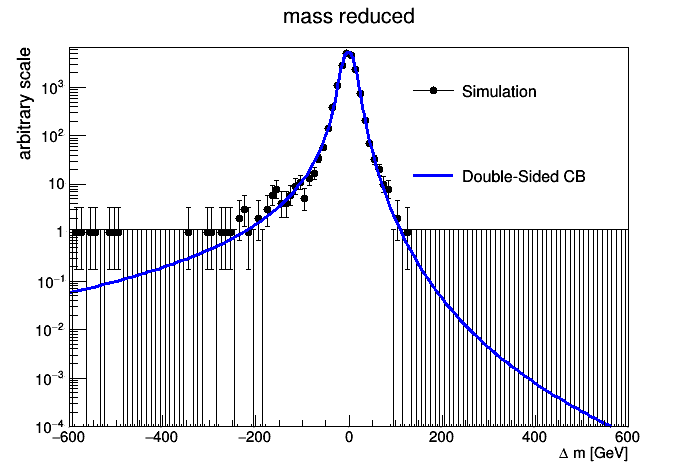 mass reduced
arbitrary scale
10³
10²
10
1
10⁻¹
10⁻²
10⁻³
10⁻⁴
Simulation
Double-Sided CB
−600 −400 −200 0 200 400 600
Δ m [GeV]